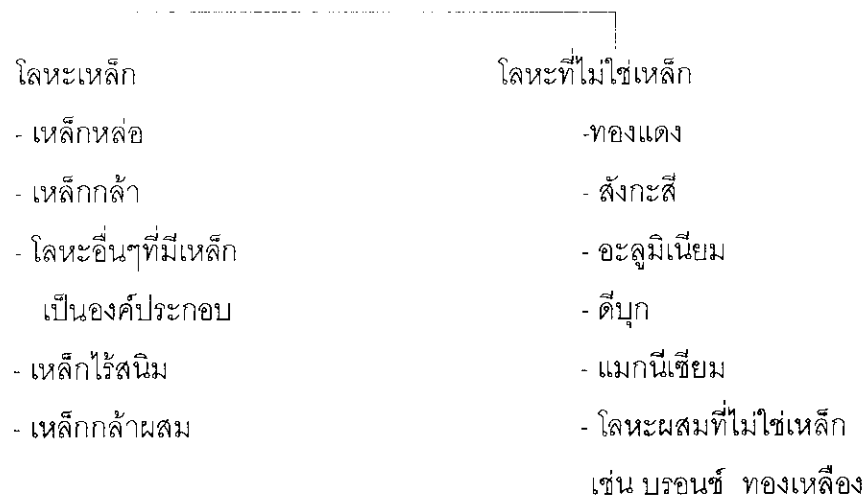 โลหะเหล็ก
- เหล็กหล่อ
- เหล็กกล้า
- โลหะอื่นๆที่มีเหล็ก
เป็นองค์ประกอบ
- เหล็กไร้สนิม
- เหล็กกล้าผสม
โลหะที่ไม่ใช่เหล็ก
-ทองแดง
- สังกะสี
- อะลูมิเนียม
- ดีบุก
- แมกนีเซียม
- โลหะผสมที่ไม่ใช่เหล็ก
เช่น บรอนซ์ ทองเหลือง